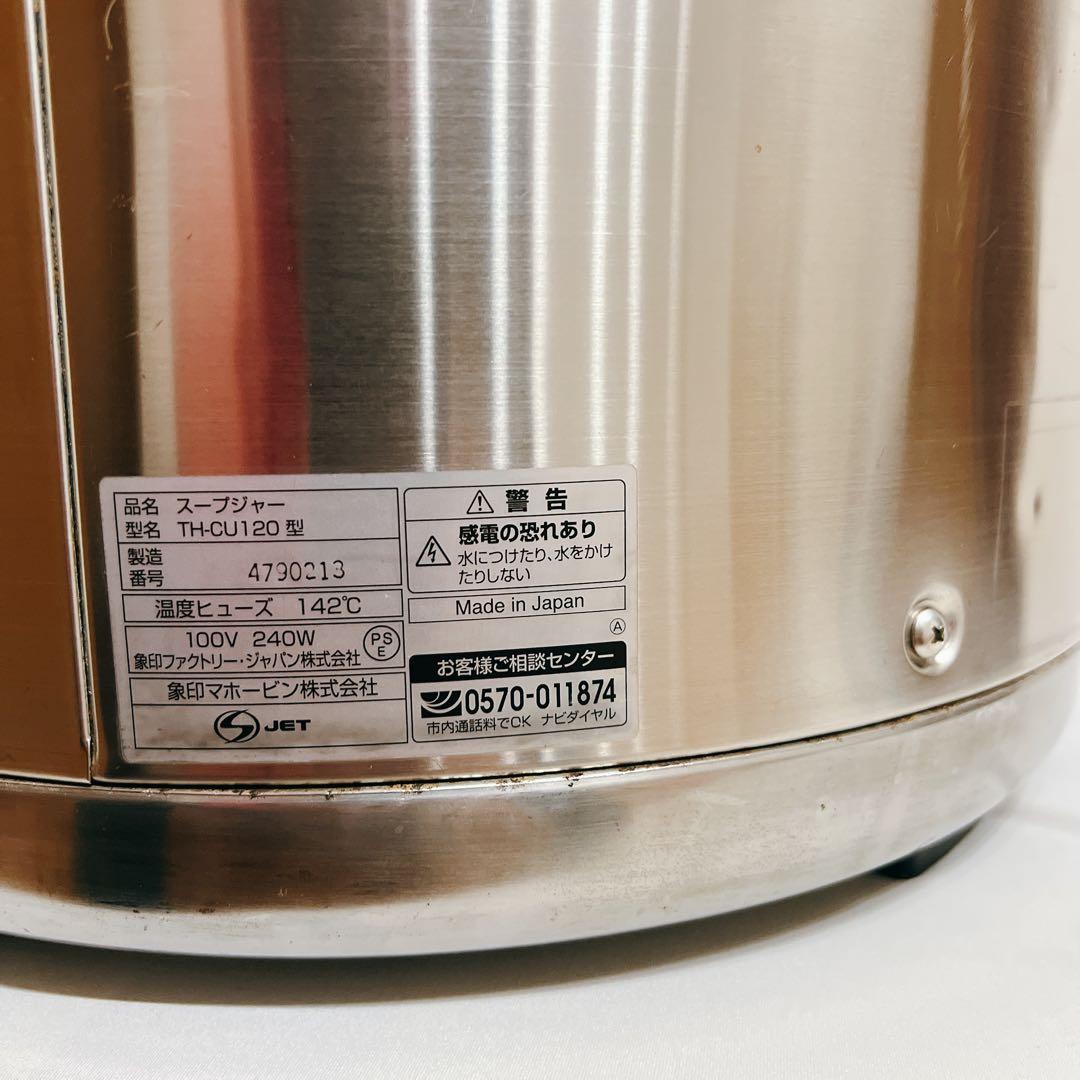 品名 スープジャー
型名 TH-CU120 型
製造番号 4790213
温度ヒューズ 142℃
100V 240W
象印ファクトリー・ジャパン株式会社
PSE
象印マホービン株式会社
S JET
⚠ 警告
感電の恐れあり
水につけたり、水をかけ
たりしない
Made in Japan
Ⓐ
お客様ご相談センター
0570-011874
市内通話料でOK ナビダイヤル